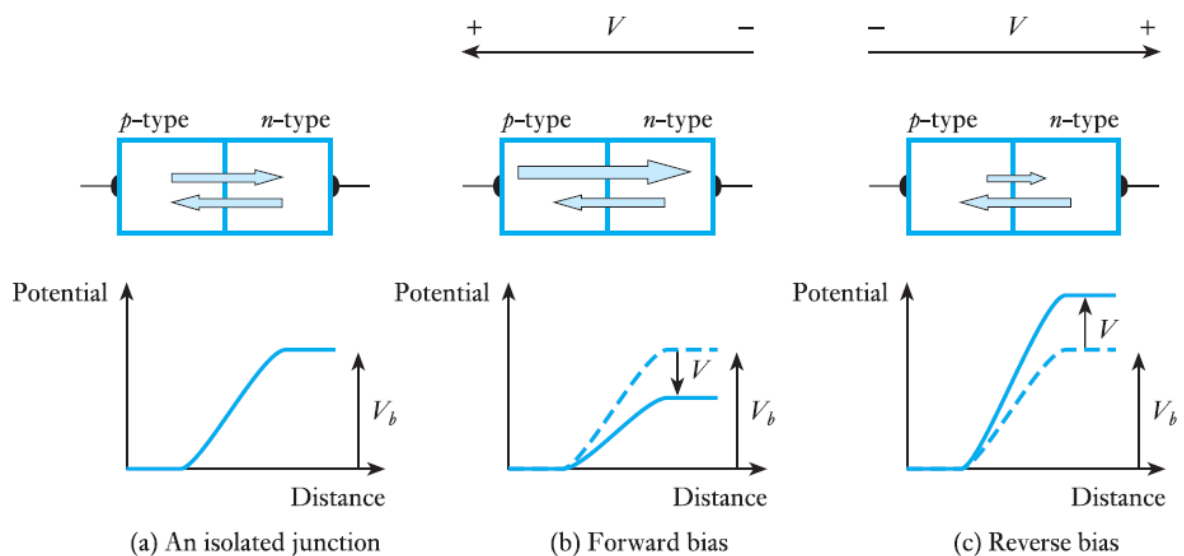 + V –
– V +
p–type n–type
p–type n–type
p–type n–type
Potential
V_b
Distance
(a) An isolated junction
Potential
V
V_b
Distance
(b) Forward bias
Potential
V
V_b
Distance
(c) Reverse bias